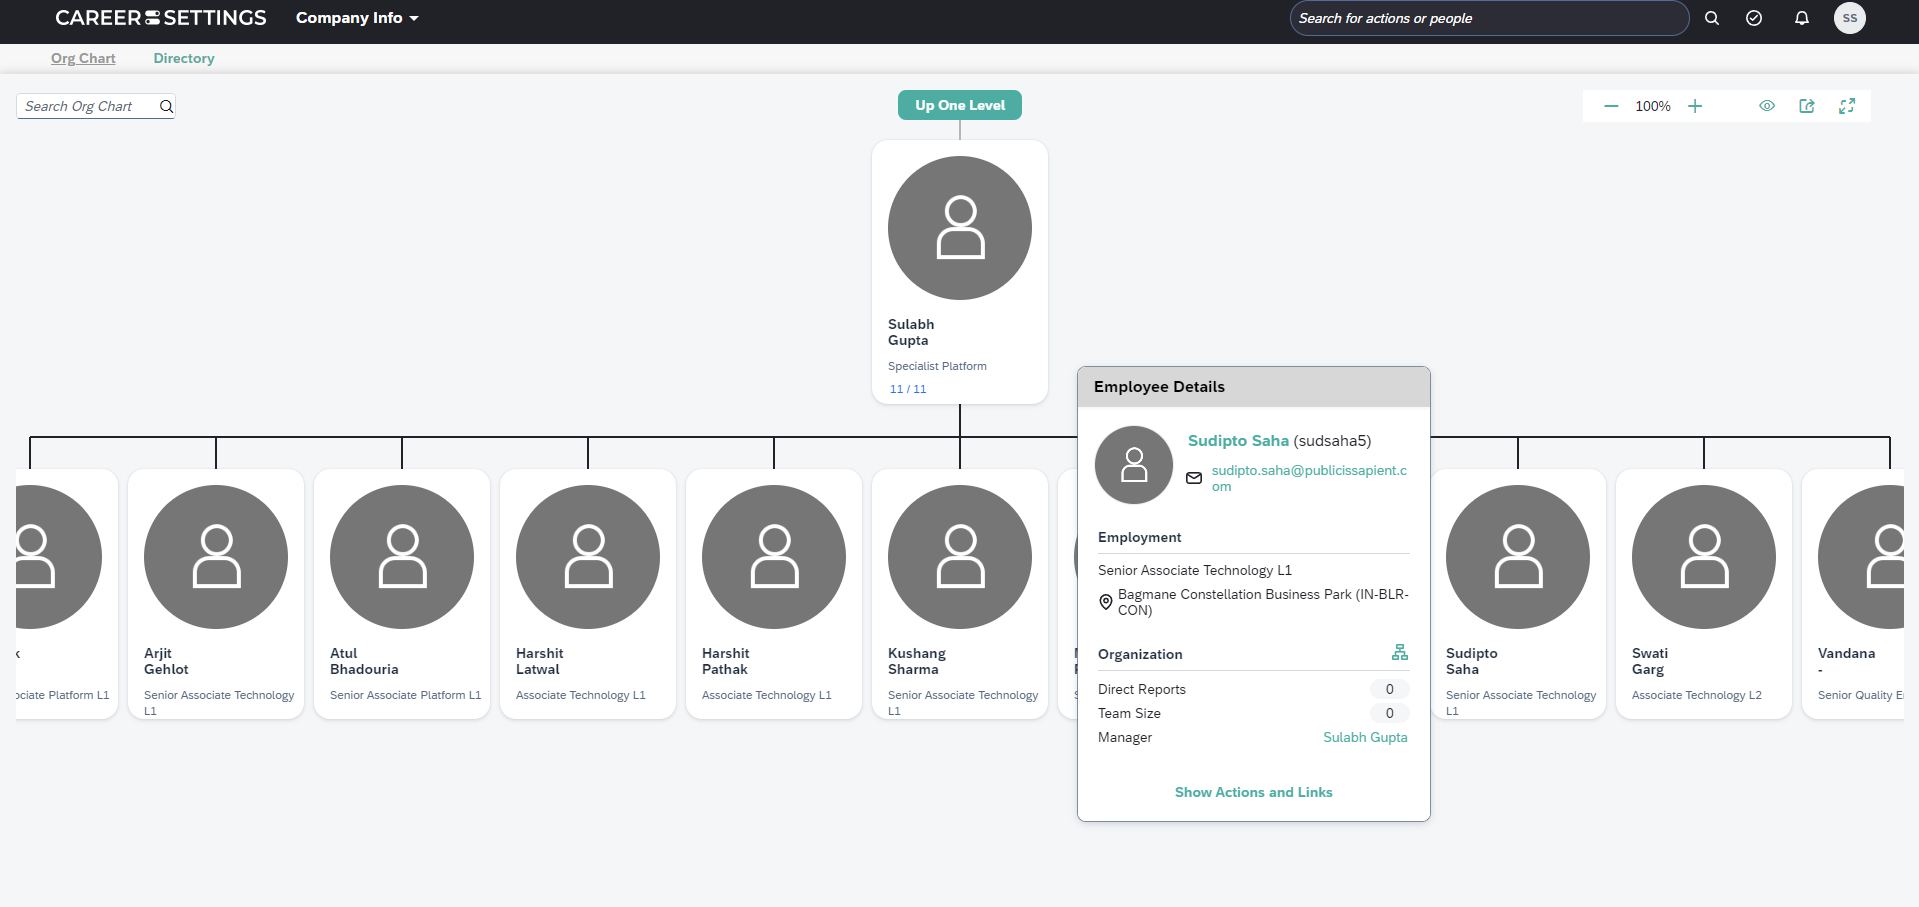 CAREER SETTINGS
Company Info
Search for actions or people
SS
Org Chart
Directory
Search Org Chart
Up One Level
100%
Sulabh
Gupta
Specialist Platform
11 / 11
Employee Details
Sudipto Saha (sudsaha5)
sudipto.saha@publicissapient.c
om
Employment
Senior Associate Technology L1
Bagmane Constellation Business Park (IN-BLR-
CON)
Organization
Direct Reports 0
Team Size 0
Manager Sulabh Gupta
Show Actions and Links
Platform L1
Arjit
Gehlot
Senior Associate Technology
L1
Atul
Bhadouria
Senior Associate Platform L1
Harshit
Latwal
Associate Technology L1
Harshit
Pathak
Associate Technology L1
Kushang
Sharma
Senior Associate Technology
L1
Sudipto
Saha
Senior Associate Technology
L1
Swati
Garg
Associate Technology L2
Vandana
-
Senior Quality